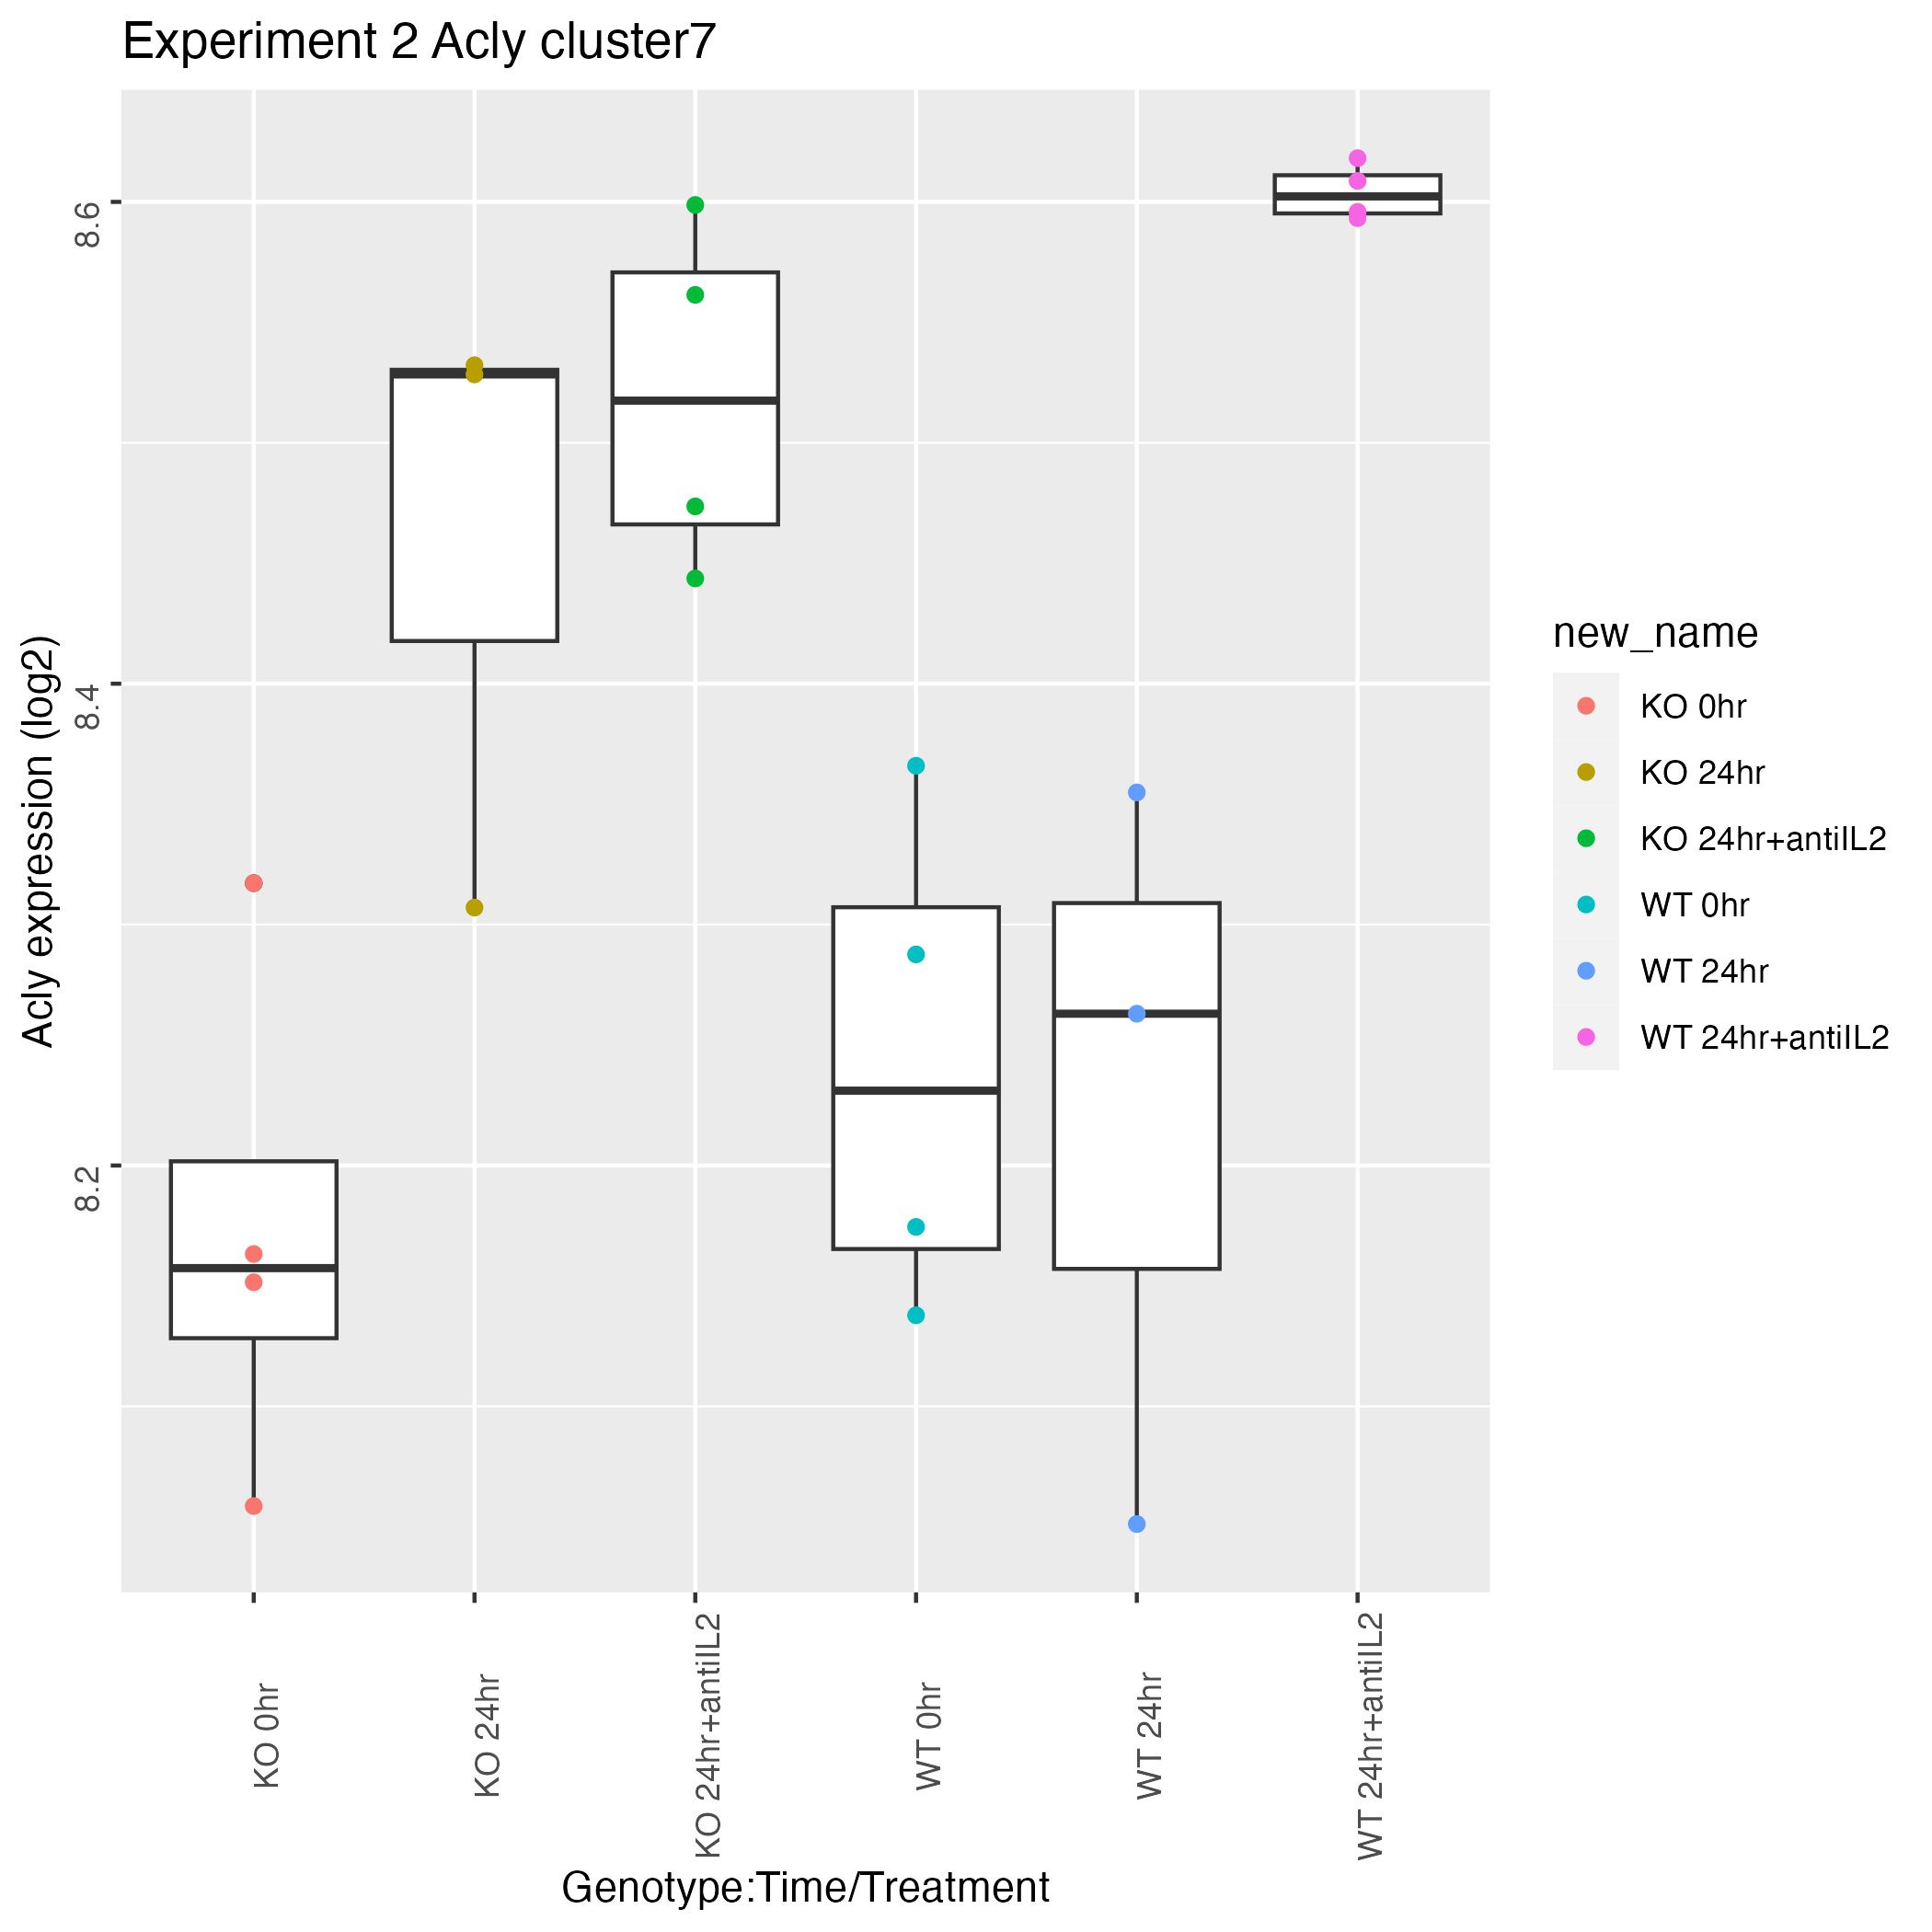 Experiment 2 Acly cluster7
Acly expression (log2)
8.6
8.4
8.2
KO 0hr
KO 24hr
KO 24hr+antiIL2
WT 0hr
WT 24hr
WT 24hr+antiIL2
Genotype:Time/Treatment
new_name
KO 0hr
KO 24hr
KO 24hr+antiIL2
WT 0hr
WT 24hr
WT 24hr+antiIL2